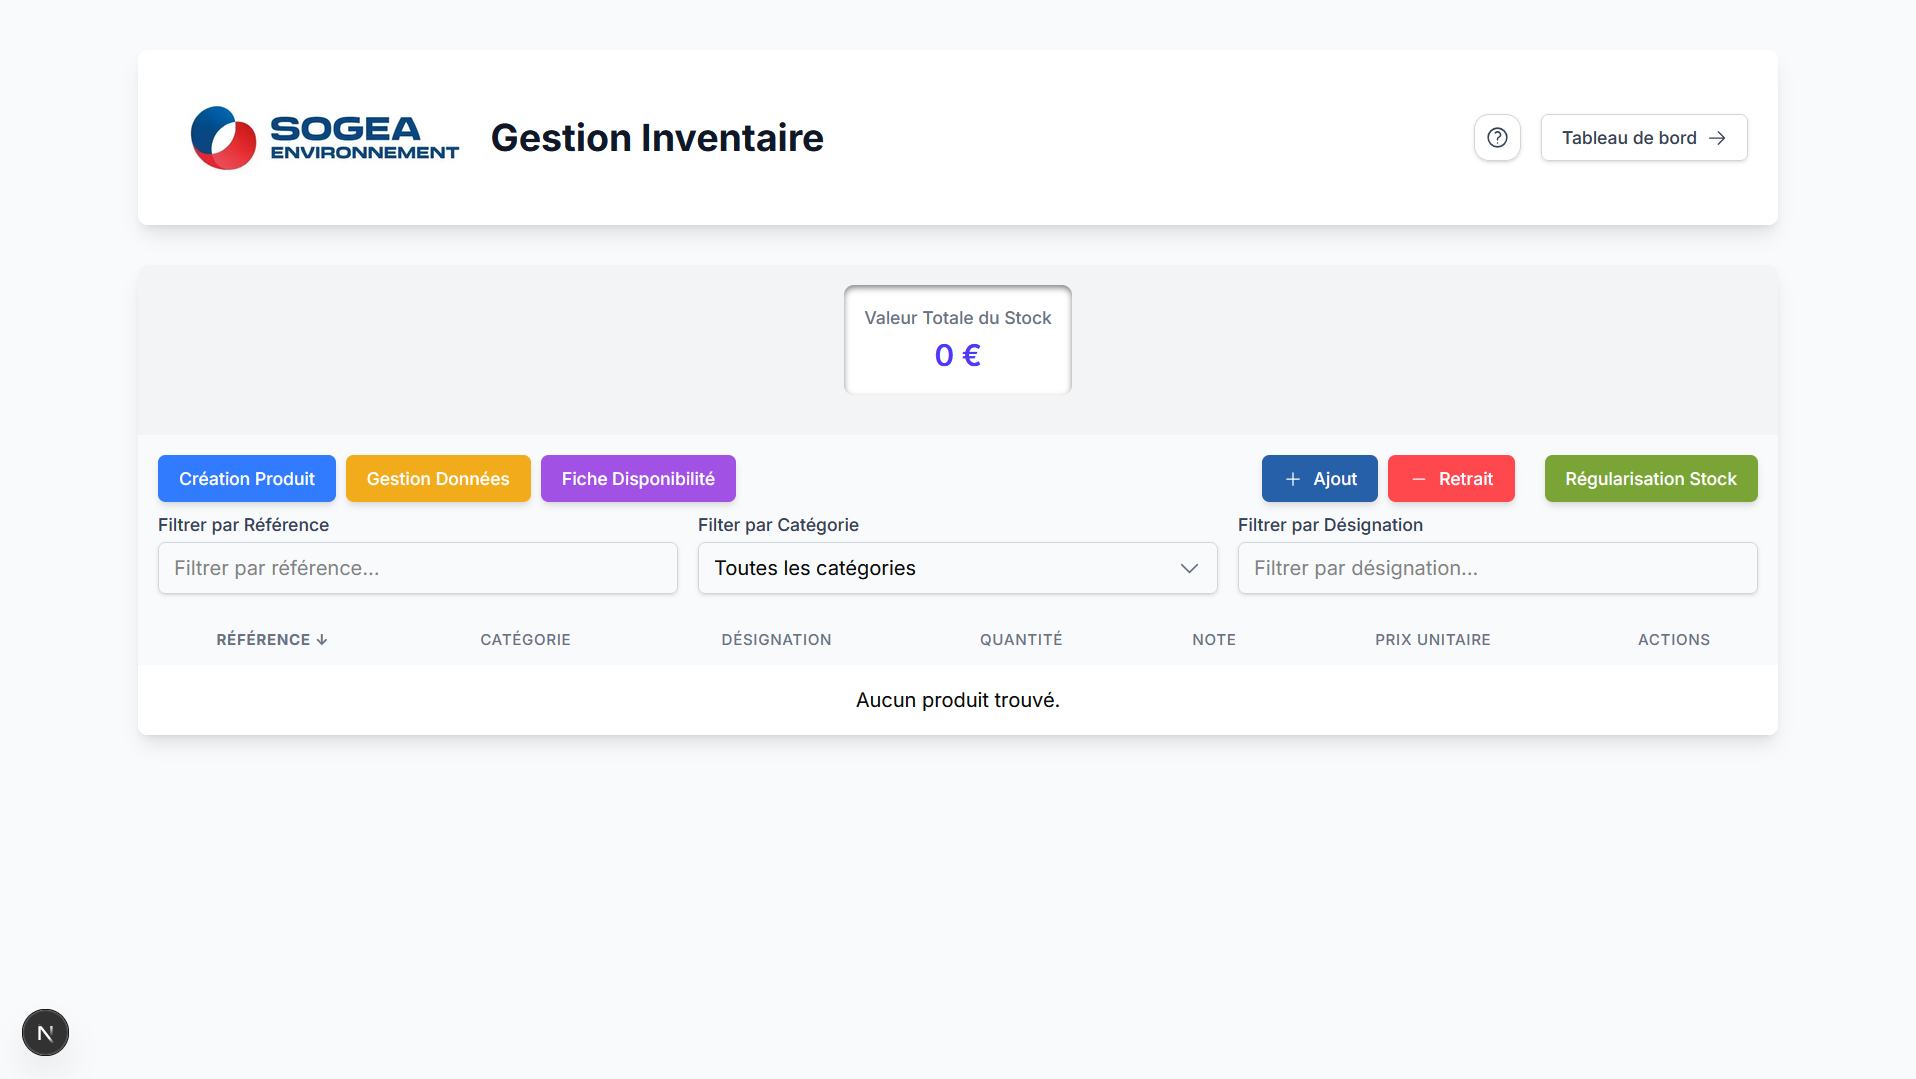 SOGEA
ENVIRONNEMENT
Gestion Inventaire
Tableau de bord
Valeur Totale du Stock
0 €
Création Produit
Gestion Données
Fiche Disponibilité
Ajout
Retrait
Régularisation Stock
Filtrer par Référence
Filter par Catégorie
Filtrer par Désignation
Filtrer par référence...
Toutes les catégories
Filtrer par désignation...
RÉFÉRENCE CATÉGORIE DÉSIGNATION QUANTITÉ NOTE PRIX UNITAIRE ACTIONS
Aucun produit trouvé.
N